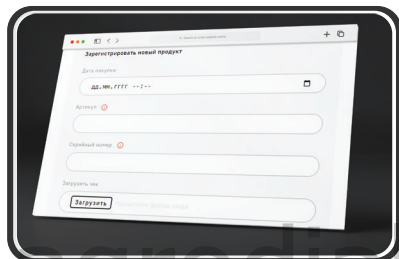 Зарегистрировать новый продукт
Дата покупки
ДД.ММ.ГГГГ --:--
Артикул
Серийный номер
Загрузить чек
Загрузить